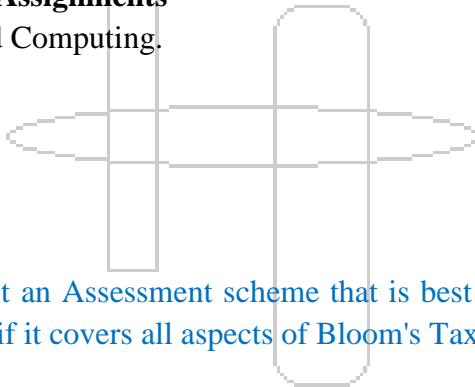 Assignments
d Computing.
t an Assessment scheme that is best
if it covers all aspects of Bloom's Tax